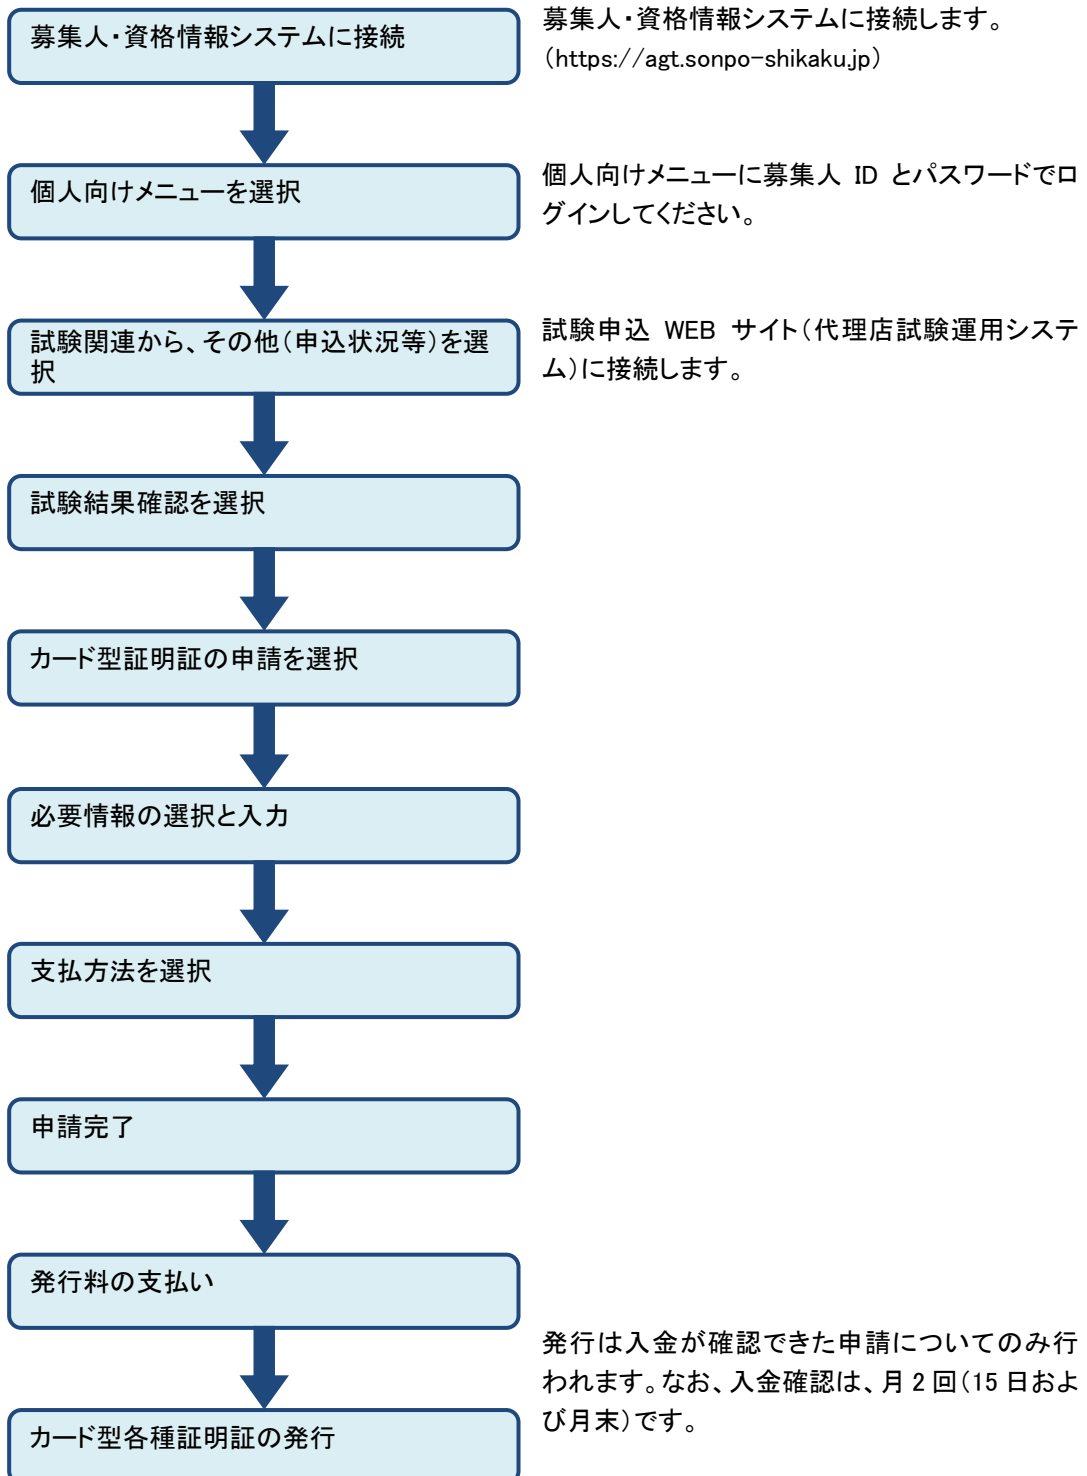 募集人・資格情報システムに接続
募集人・資格情報システムに接続します。
（https://agt.sonpo-shikaku.jp）
個人向けメニューを選択
個人向けメニューに募集人 ID とパスワードでロ
グインしてください。
試験関連から、その他（申込状況等）を選
択
試験申込 WEB サイト（代理店試験運用システ
ム）に接続します。
試験結果確認を選択
カード型証明証の申請を選択
必要情報の選択と入力
支払方法を選択
申請完了
発行料の支払い
発行は入金が確認できた申請についてのみ行
われます。なお、入金確認は、月 2 回（15 日およ
び月末）です。
カード型各種証明証の発行